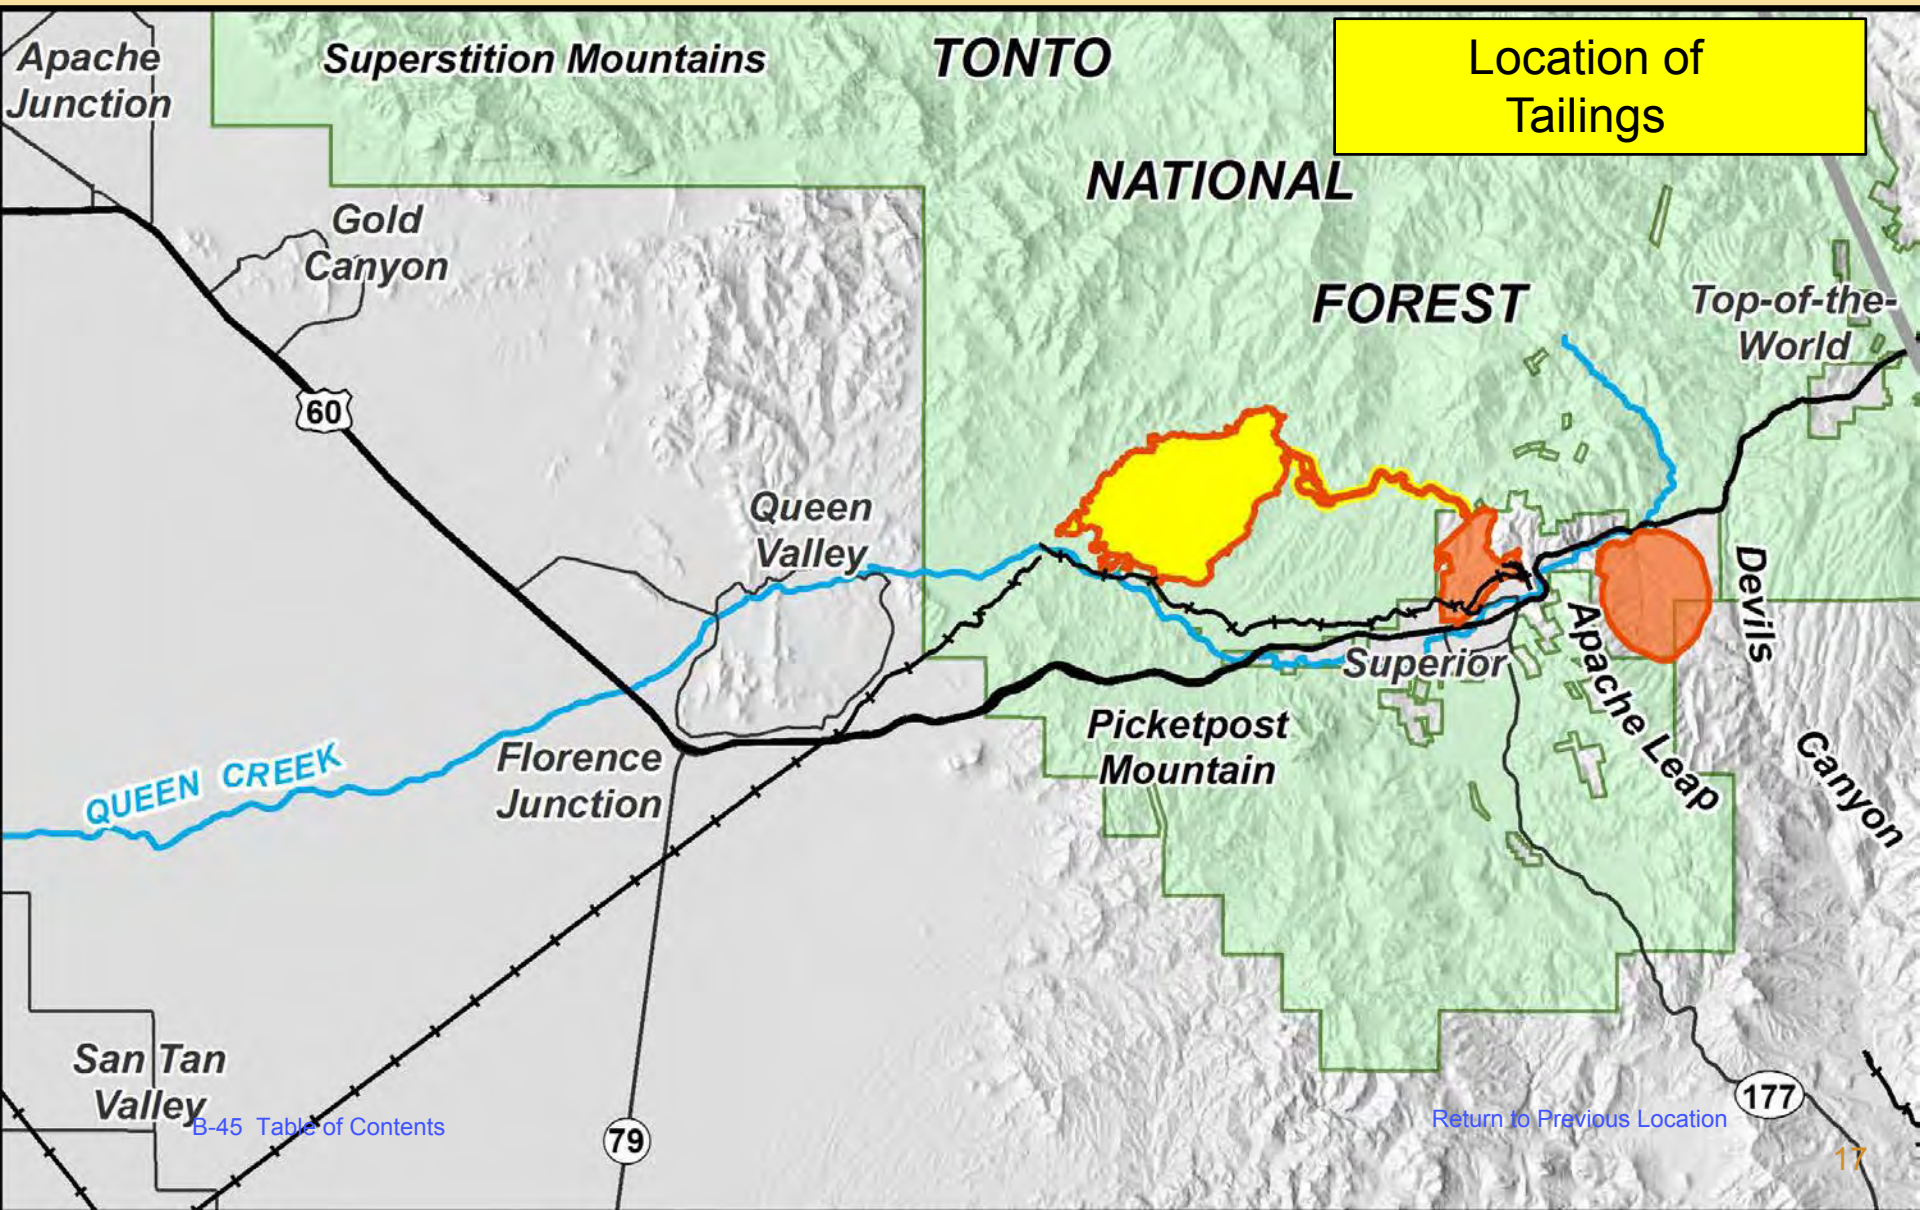 Location of
Tailings
Apache
Junction
Superstition Mountains
TONTO
NATIONAL
FOREST
Gold
Canyon
Top-of-the-
World
60
Queen
Valley
Devils
Canyon
Apache Leap
Superior
Picketpost
Mountain
QUEEN CREEK
Florence
Junction
San Tan
Valley
B-45 Table of Contents
79
177
Return to Previous Location
17